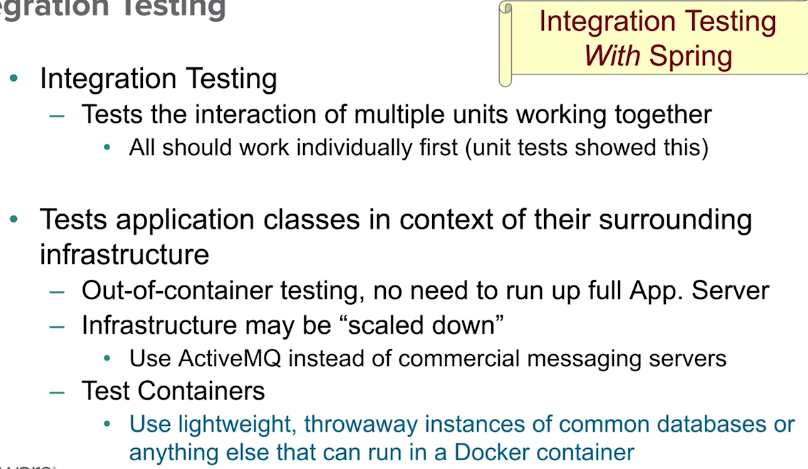 Integration Testing
With Spring
• Integration Testing
– Tests the interaction of multiple units working together
• All should work individually first (unit tests showed this)
• Tests application classes in context of their surrounding
infrastructure
– Out-of-container testing, no need to run up full App. Server
– Infrastructure may be “scaled down”
• Use ActiveMQ instead of commercial messaging servers
– Test Containers
• Use lightweight, throwaway instances of common databases or
anything else that can run in a Docker container